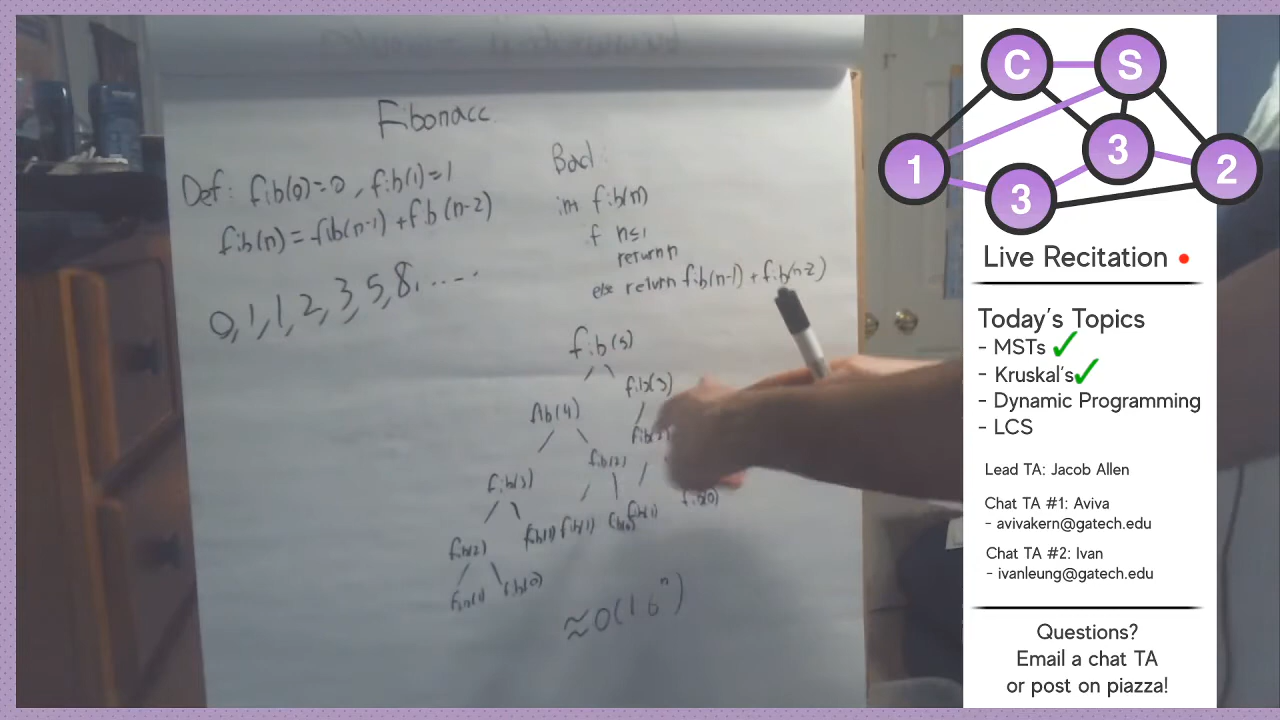 Fibonacc
Def: fib(0)=0, fib(1)=1
fib(n)=fib(n-1)+fib(n-2)
0, 1, 1, 2, 3, 5, 8, ....
Bad:
int fib(n)
if n≤1
return n
else return fib(n-1) + fib(n-2)
fib(5)
fib(4) fib(3)
fib(3) fib(2) fib(2)
fib(2) fib(1) fib(1) fib(1) fib(0)
fib(1) fib(0)
≈O(1.6ⁿ)
C S
1 3 3 2
Live Recitation
Today's Topics
- MSTs ✓
- Kruskal's ✓
- Dynamic Programming
- LCS
Lead TA: Jacob Allen
Chat TA #1: Aviva
- avivakern@gatech.edu
Chat TA #2: Ivan
- ivanleung@gatech.edu
Questions?
Email a chat TA
or post on piazza!